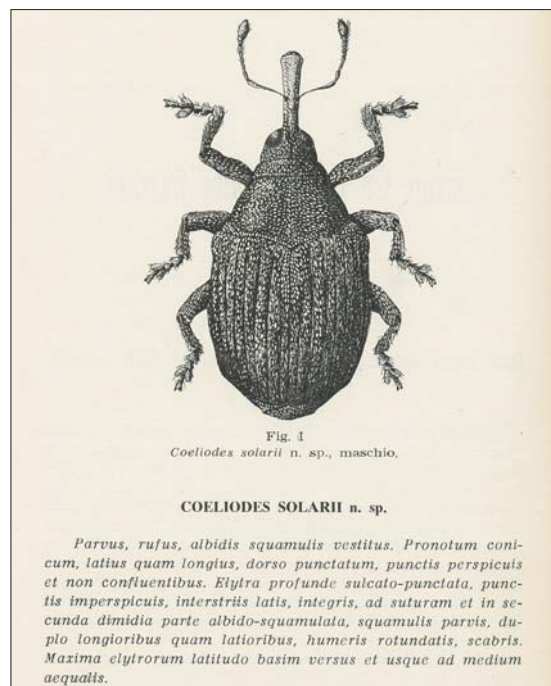 Fig. I
Coeliodes solarii n. sp., maschio.
COELIODES SOLARII n. sp.
Parvus, rufus, albidis squamulis vestitus. Pronotum coni-
cum, latius quam longius, dorso punctatum, punctis perspicuis
et non confluentibus. Elytra profunde sulcato-punctata, punc-
tis imperspicuis, interstriis latis, integris, ad suturam et in se-
cunda dimidia parte albido-squamulata, squamulis parvis, du-
plo longioribus quam latioribus, humeris rotundatis, scabris.
Maxima elytrorum latitudo basim versus et usque ad medium
aequalis.